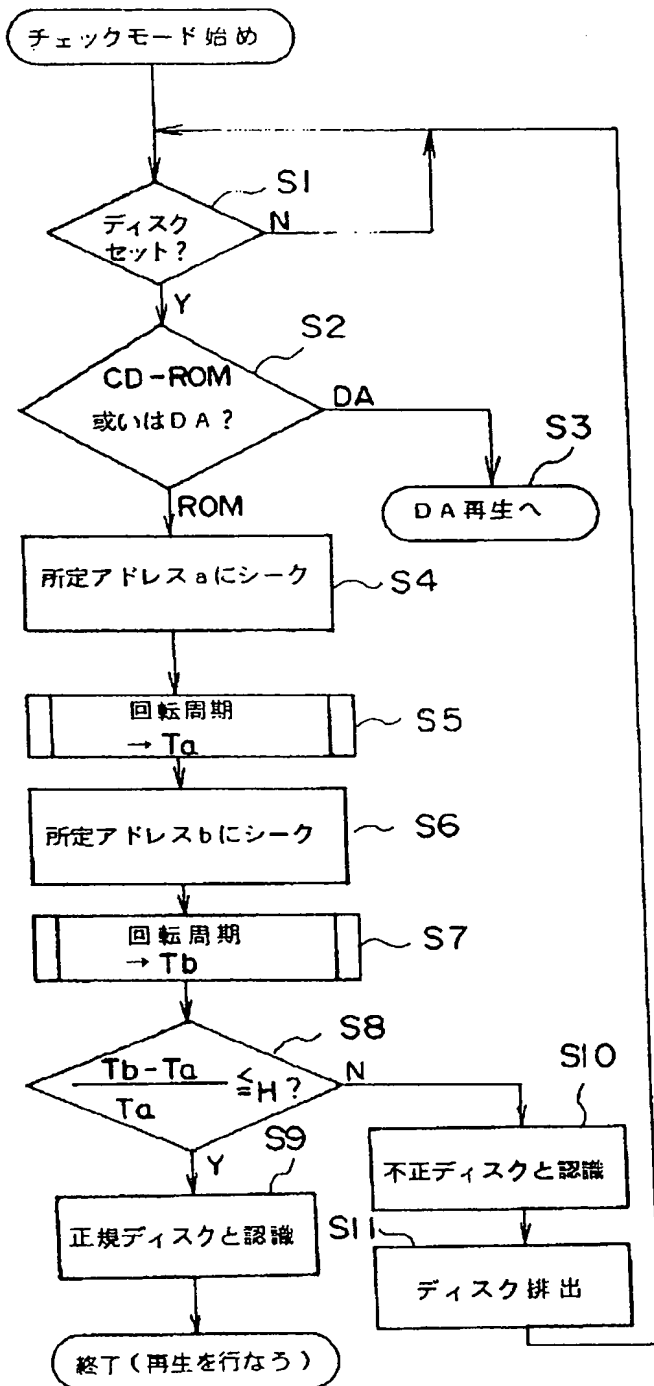 チェックモード始め
S1
ディスク
セット？
N
Y
S2
CD-ROM
或いはDA？
DA
S3
DA再生へ
ROM
所定アドレスaにシーク
S4
回転周期
→ Ta
S5
所定アドレスbにシーク
S6
回転周期
→ Tb
S7
S8
Tb-Ta
Ta
≦H？
N
Y
S10
不正ディスクと認識
S9
正規ディスクと認識
S11
ディスク排出
終了（再生を行なろ）